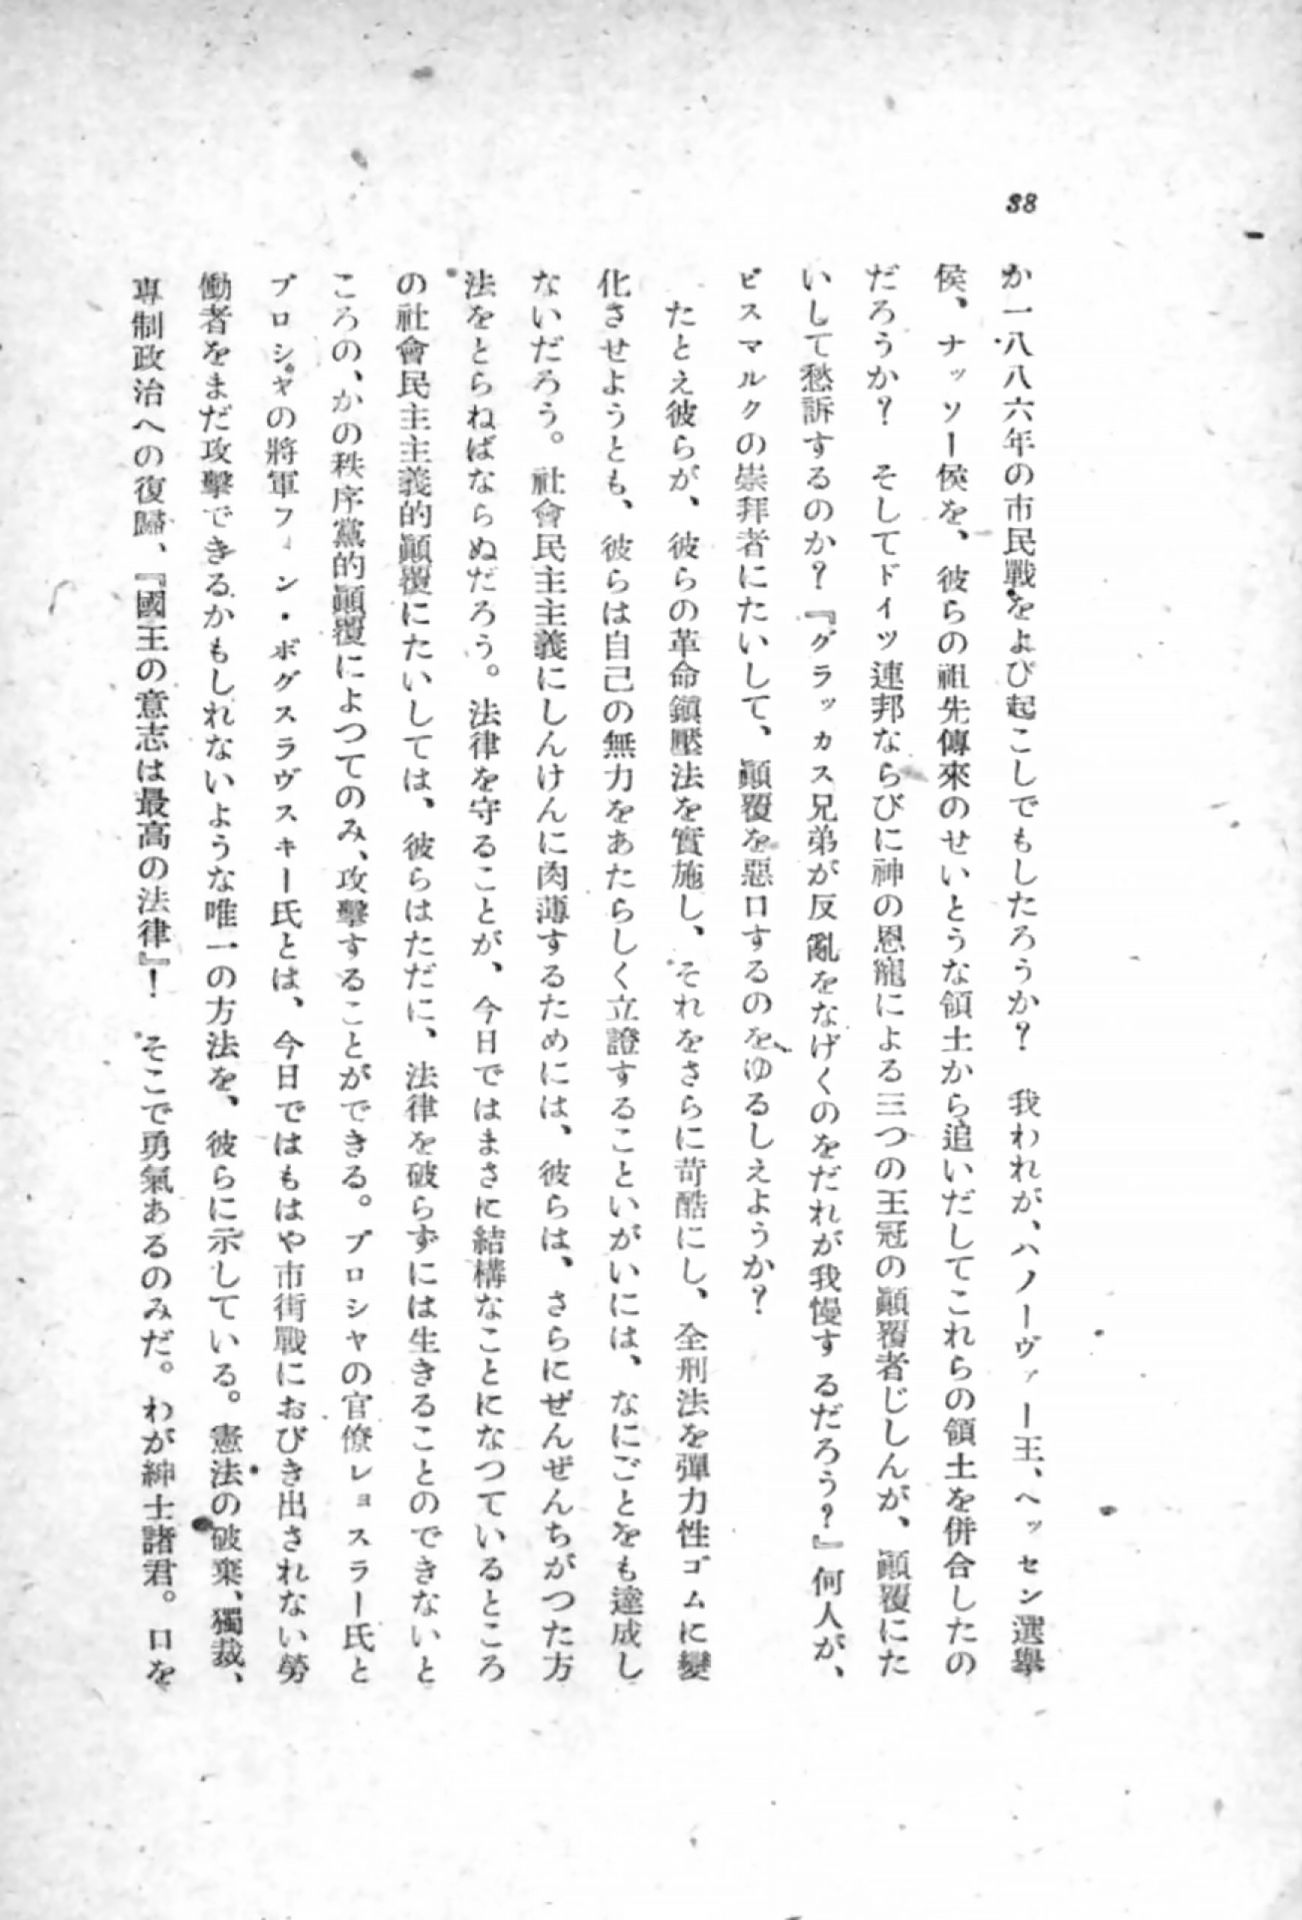 38
か一八八六年の市民戰をよび起こしでもしたろうか？　我われが、ハノーヴァー王、ヘッセン選擧
侯、ナッソー侯を、彼らの祖先傳來のせいとうな領土から追いだしてこれらの領土を併合したの
だろうか？　そしてドイツ連邦ならびに神の恩寵による三つの王冠の顚覆者じしんが、顚覆にた
いして愁訴するのか？『グラッカス兄弟が反亂をなげくのをだれが我慢するだろう？』何人が、
ビスマルクの崇拜者にたいして、顚覆を惡口するのをゆるしえようか？
たとえ彼らが、彼らの革命鎭壓法を實施し、それをさらに苛酷にし、全刑法を彈力性ゴムに變
化させようとも、彼らは自己の無力をあたらしく立證することいがいには、なにごとをも達成し
ないだろう。社會民主主義にしんけんに肉薄するためには、彼らは、さらにぜんぜんちがつた方
法をとらねばならぬだろう。法律を守ることが、今日ではまさに結構なことになつているところ
の社會民主主義的顚覆にたいしては、彼らはただに、法律を破らずには生きることのできないと
ころの、かの秩序黨的顚覆によつてのみ、攻擊することができる。プロシヤの官僚レョスラー氏と
プロシャの將軍フィン・ボグスラヴスキー氏とは、今日ではもはや市街戰におびき出されない勞
働者をまだ攻擊できるかもしれないような唯一の方法を、彼らに示している。憲法の破棄、獨裁、
專制政治への復歸、『國王の意志は最高の法律』！　そこで勇氣あるのみだ。わが紳士諸君。口を